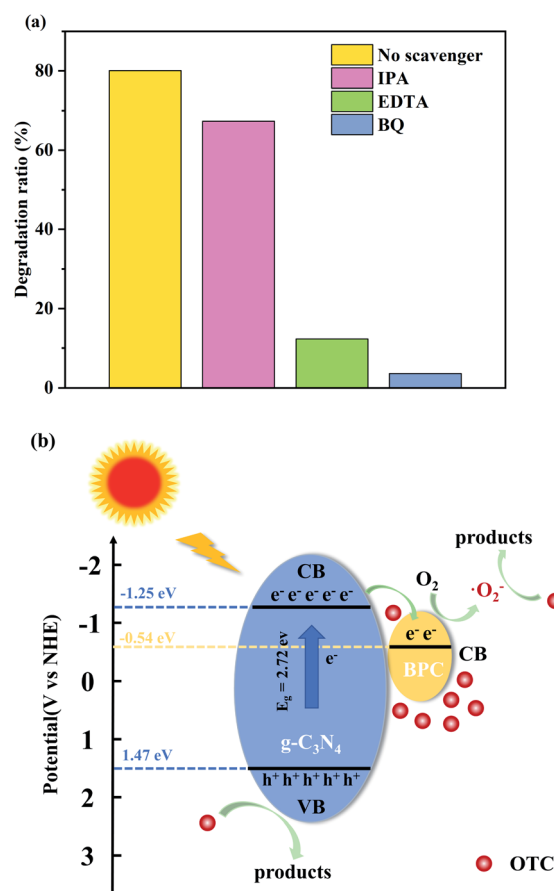 (a)
No scavenger
IPA
EDTA
BQ
Degradation ratio (%)
80
60
40
20
0
(b)
products
-2
CB
O₂
·O₂⁻
-1.25 eV
e⁻ e⁻ e⁻ e⁻ e⁻
-1
-0.54 eV
e⁻ e⁻
CB
BPC
Potential(V vs NHE)
E_g = 2.72 ev
e⁻
0
1
g-C₃N₄
1.47 eV
h⁺ h⁺ h⁺ h⁺ h⁺
2
VB
3
products
OTC